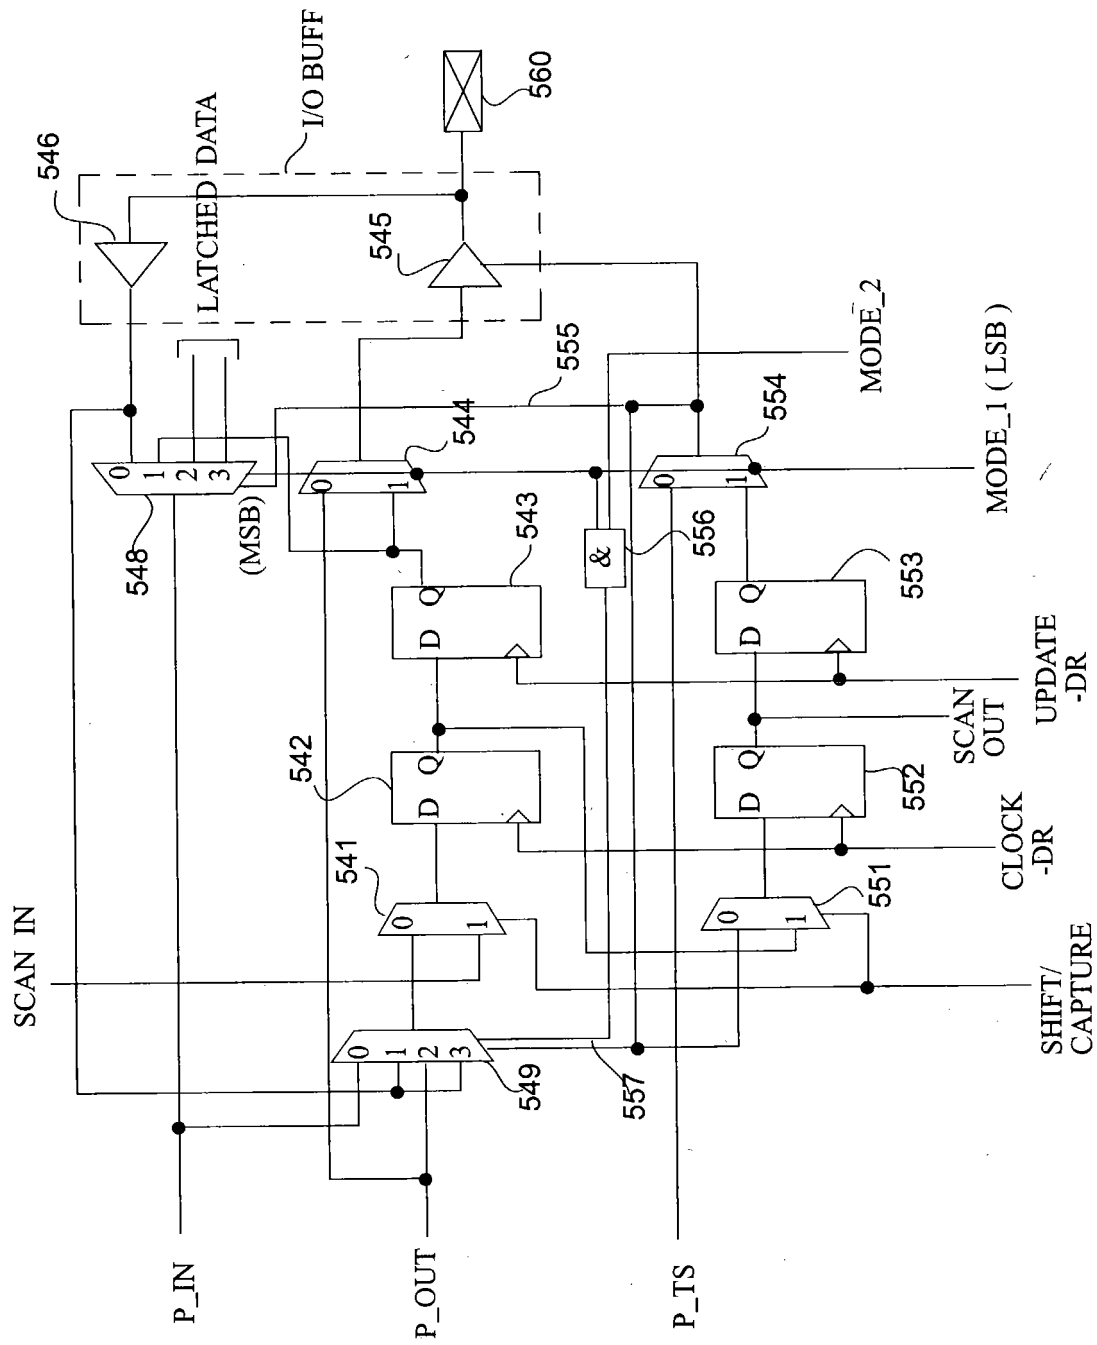 SCAN IN
P_IN
P_OUT
P_TS
SHIFT/
CAPTURE
CLOCK
-DR
SCAN
OUT
UPDATE
-DR
MODE_1 ( LSB )
MODE_2
I/O BUFF
LATCHED DATA
(MSB)
546
545
560
555
544
554
548
0
1
2
3
0
1
0
1
543
D Q
&
556
553
D Q
542
D Q
552
D Q
541
0
1
551
0
1
549
0
1
2
3
557